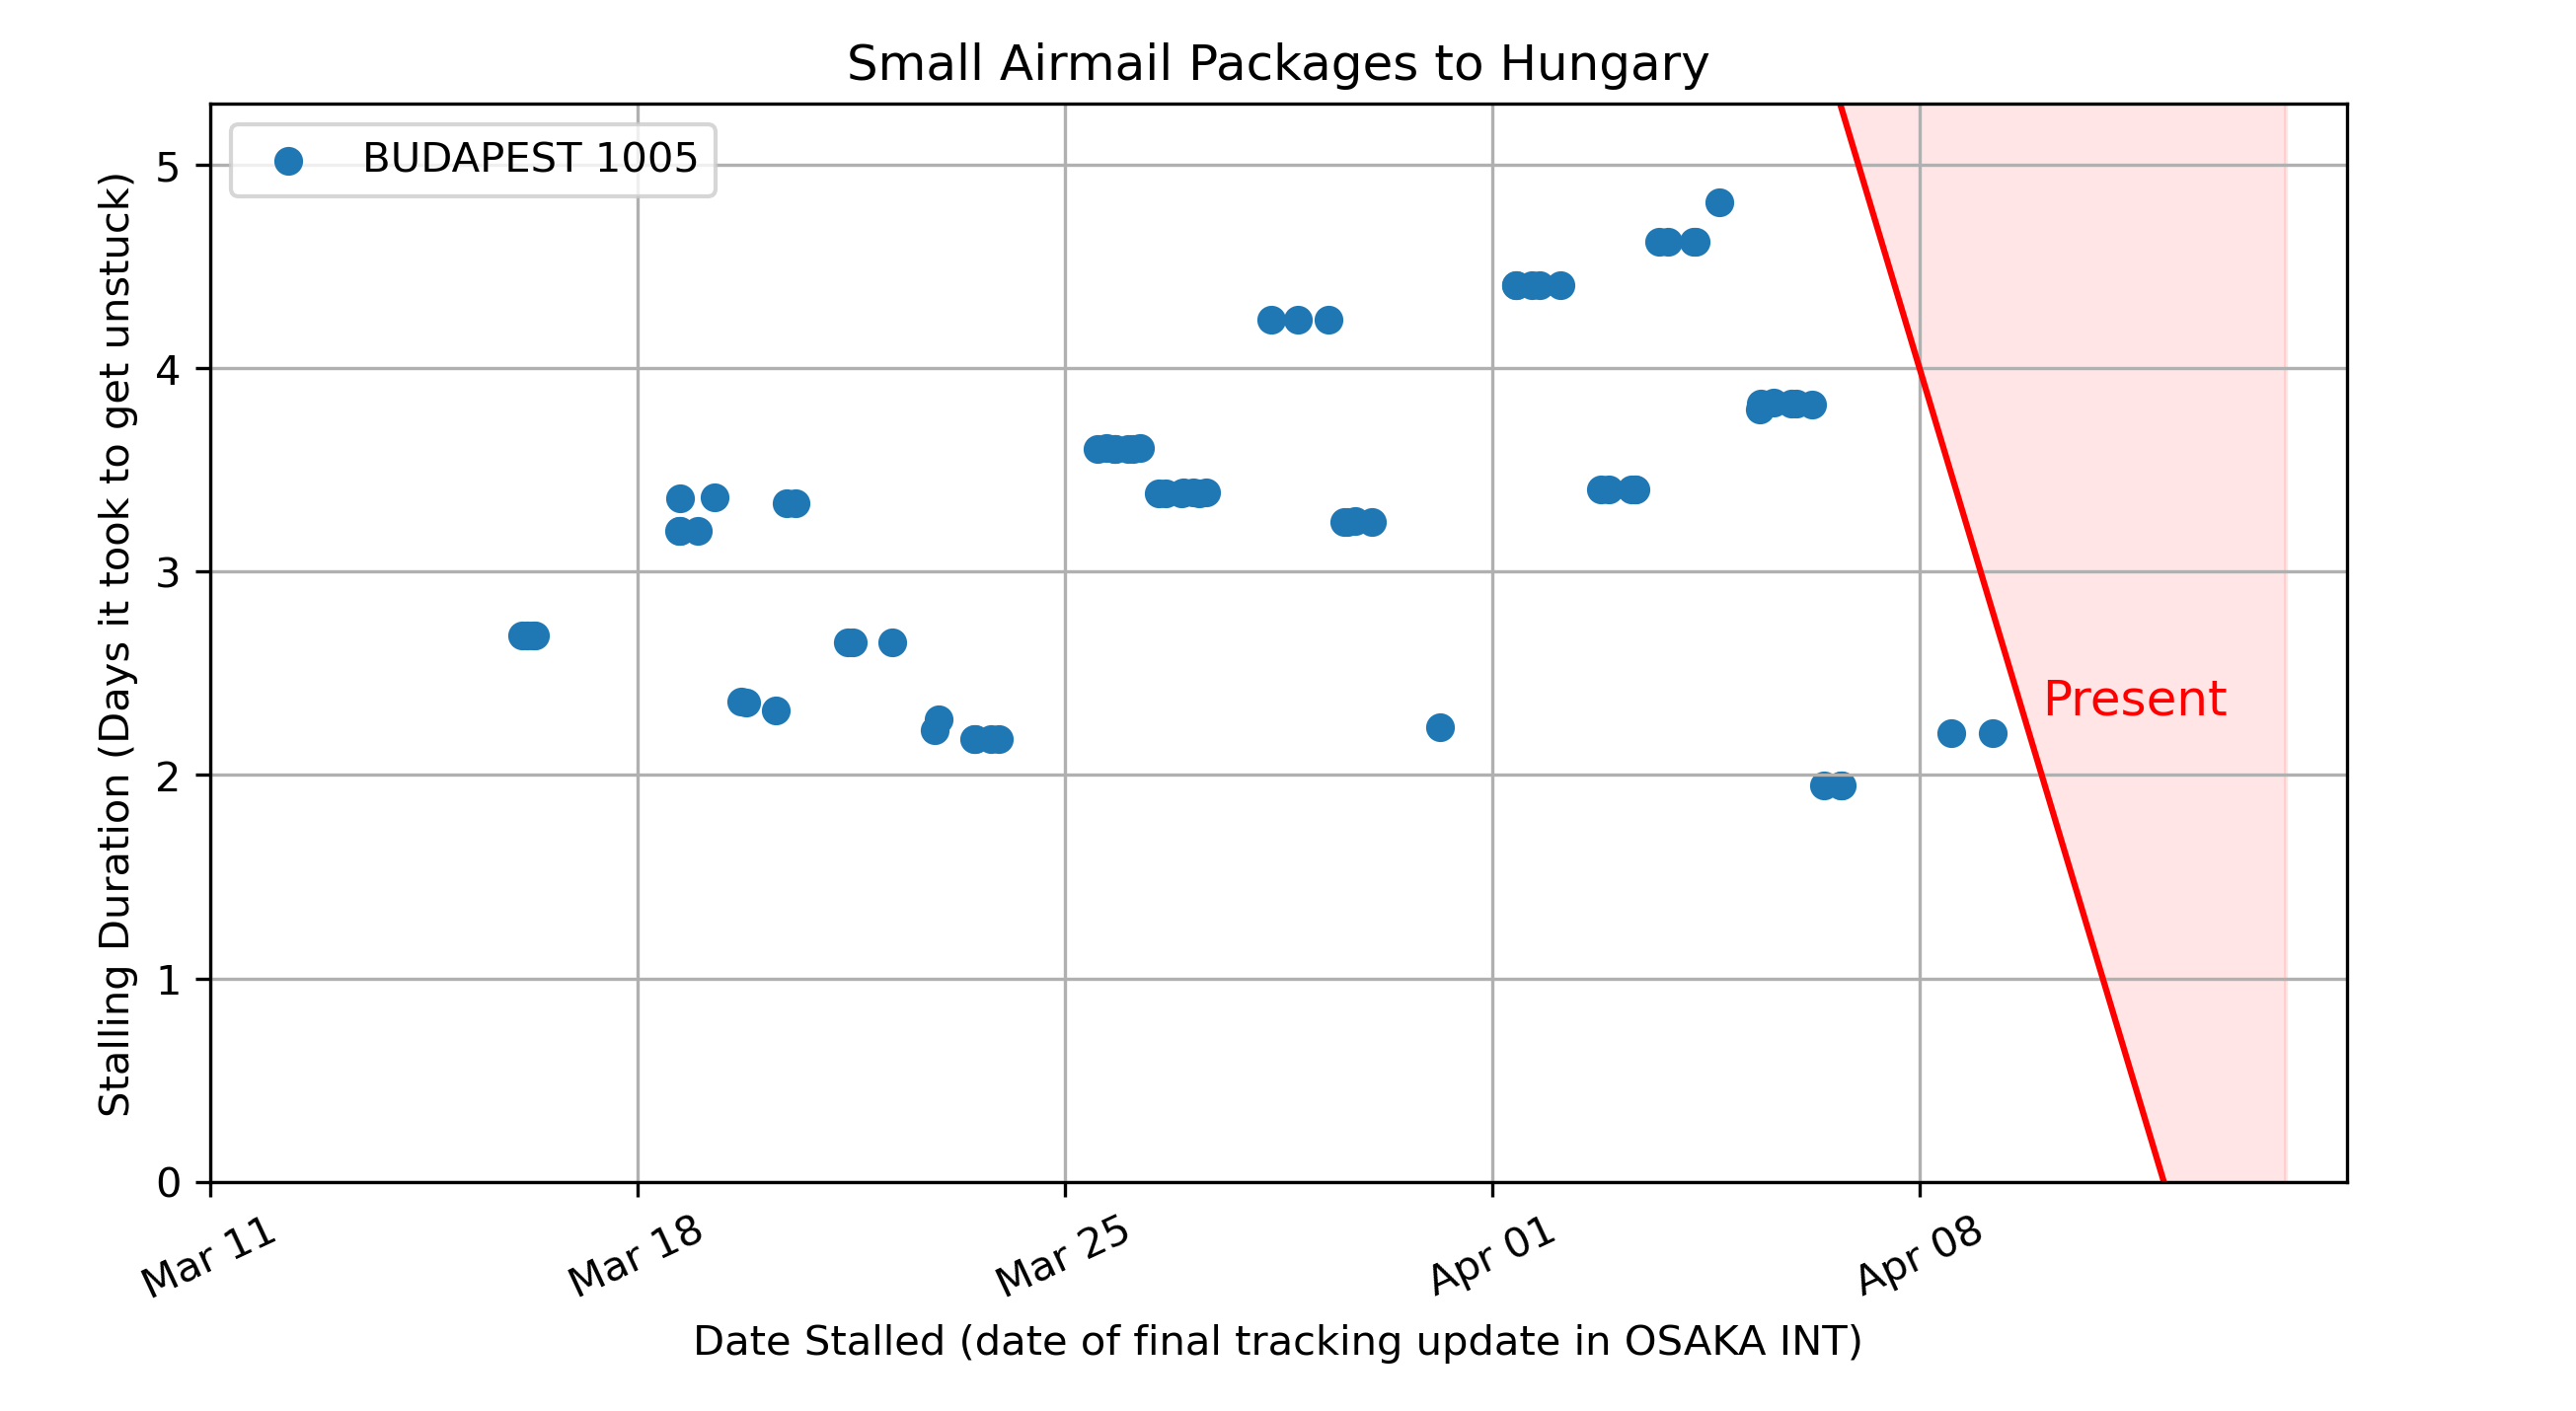 Small Airmail Packages to Hungary
BUDAPEST 1005
Stalling Duration (Days it took to get unstuck)
5
4
3
2
1
0
Present
Mar 11
Mar 18
Mar 25
Apr 01
Apr 08
Date Stalled (date of final tracking update in OSAKA INT)